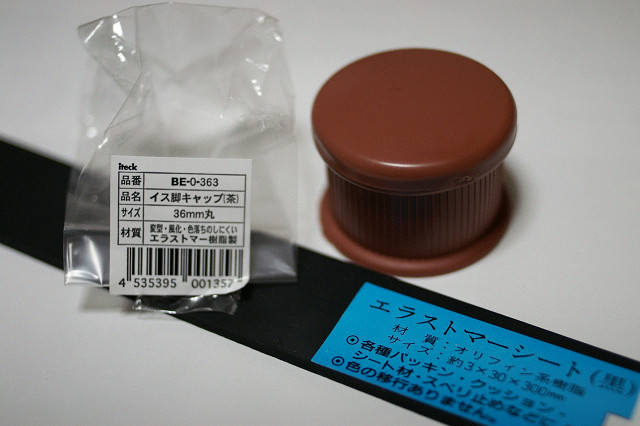 iteck
品番 BE-0-363
品名 イス脚キャップ(茶)
サイズ 36mm丸
材質 変型・風化・色落ちのしにくい
エラストマー樹脂製
4 535395 001357
エラストマーシート(黒)
材 質:オリフィン系樹脂
サイズ:約3×30×300mm
◎各種パッキン・クッション・
シート材・スベリ止めなどに
◎色の移行ありません。